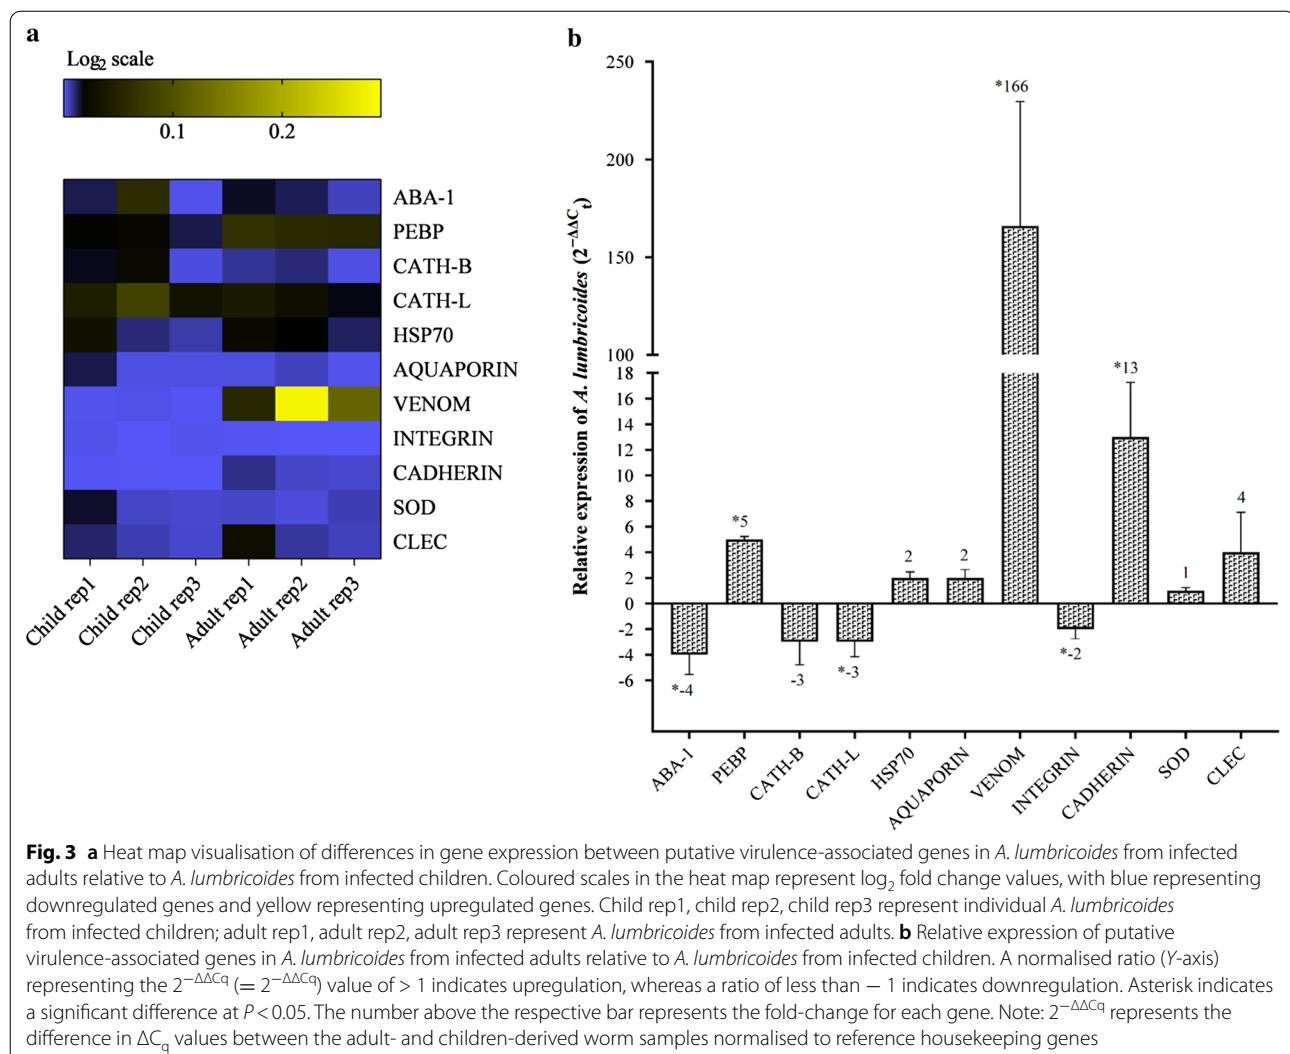 a
Log₂ scale
0.1 0.2
ABA-1
PEBP
CATH-B
CATH-L
HSP70
AQUAPORIN
VENOM
INTEGRIN
CADHERIN
SOD
CLEC
Child rep1
Child rep2
Child rep3
Adult rep1
Adult rep2
Adult rep3
b
Relative expression of A. lumbricoides (2^−ΔΔC_t)
250
200
150
100
18
16
14
12
10
8
6
4
2
0
-2
-4
-6
*-4
*5
-3
*-3
2
2
*166
*-2
*13
1
4
ABA-1
PEBP
CATH-B
CATH-L
HSP70
AQUAPORIN
VENOM
INTEGRIN
CADHERIN
SOD
CLEC
Fig. 3 a Heat map visualisation of differences in gene expression between putative virulence-associated genes in A. lumbricoides from infected
adults relative to A. lumbricoides from infected children. Coloured scales in the heat map represent log₂ fold change values, with blue representing
downregulated genes and yellow representing upregulated genes. Child rep1, child rep2, child rep3 represent individual A. lumbricoides
from infected children; adult rep1, adult rep2, adult rep3 represent A. lumbricoides from infected adults. b Relative expression of putative
virulence-associated genes in A. lumbricoides from infected adults relative to A. lumbricoides from infected children. A normalised ratio (Y-axis)
representing the 2^−ΔΔCq (= 2^−ΔΔCq) value of > 1 indicates upregulation, whereas a ratio of less than − 1 indicates downregulation. Asterisk indicates
a significant difference at P < 0.05. The number above the respective bar represents the fold-change for each gene. Note: 2^−ΔΔCq represents the
difference in ΔC_q values between the adult- and children-derived worm samples normalised to reference housekeeping genes